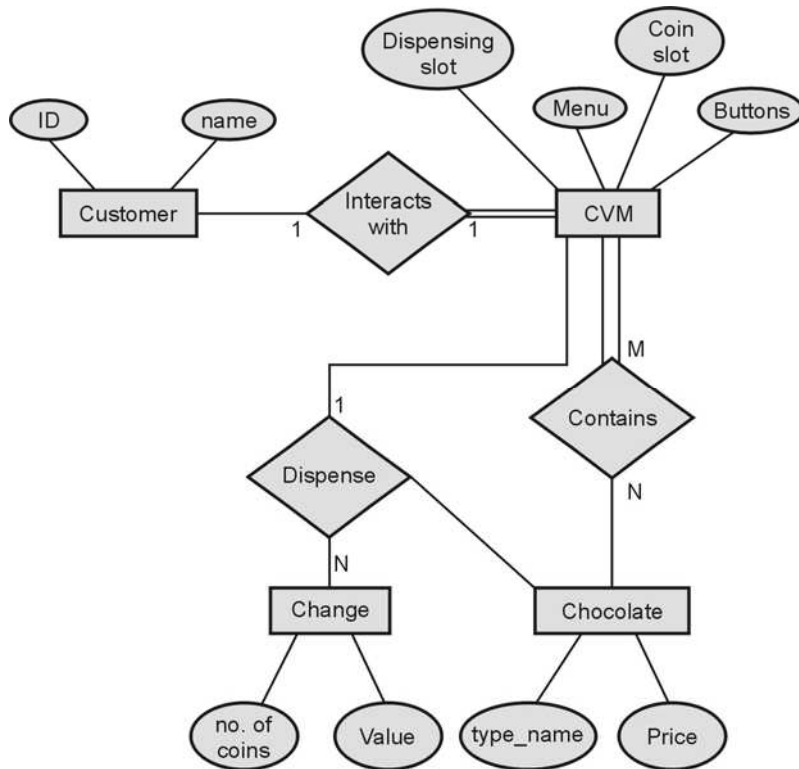 Dispensing
slot
Coin
slot
ID
name
Menu
Buttons
Customer
1
Interacts
with
1
CVM
M
1
Contains
Dispense
N
N
Change
Chocolate
no. of
coins
Value
type_name
Price